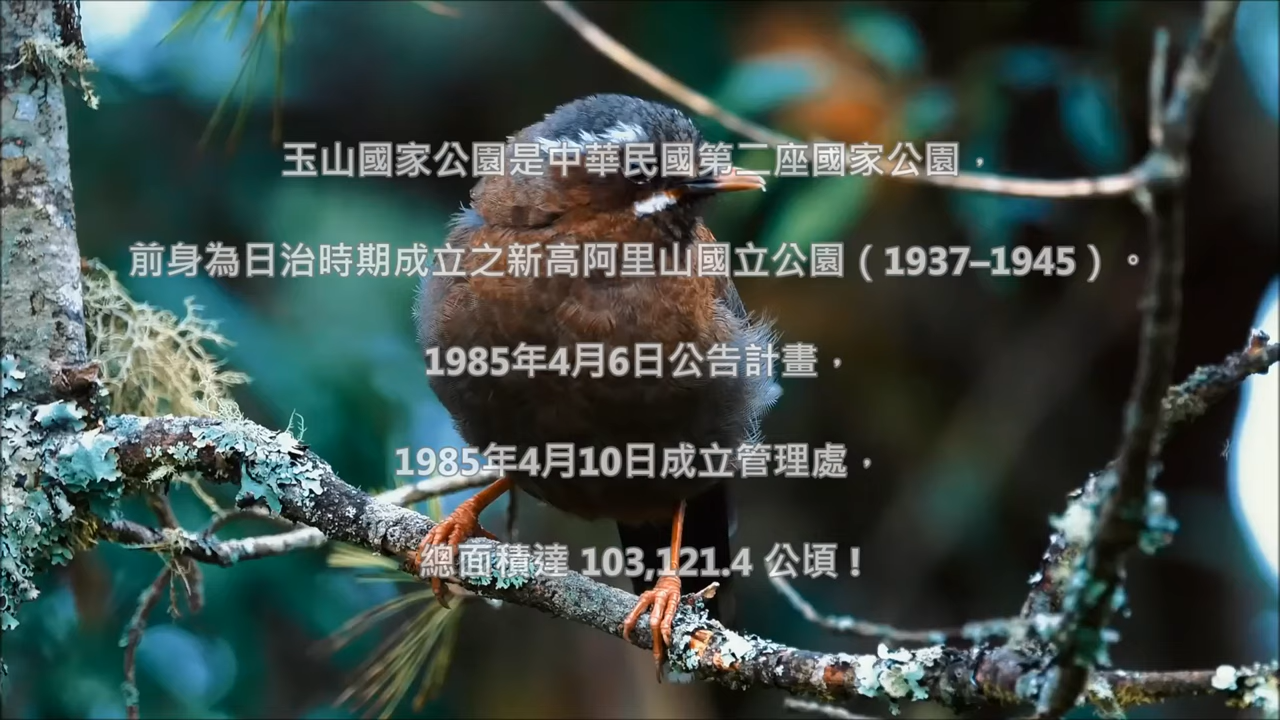 玉山國家公園是中華民國第二座國家公園，
前身為日治時期成立之新高阿里山國立公園（1937–1945）。
1985年4月6日公告計畫，
1985年4月10日成立管理處，
總面積達 103,121.4 公頃！